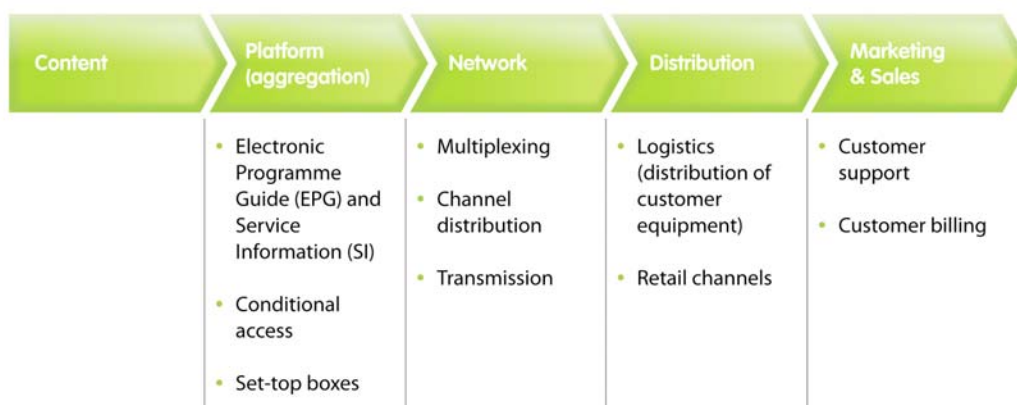 Content
Platform
(aggregation)
Network
Distribution
Marketing
& Sales
• Electronic
Programme
Guide (EPG) and
Service
Information (SI)
• Conditional
access
• Set-top boxes
• Multiplexing
• Channel
distribution
• Transmission
• Logistics
(distribution of
customer
equipment)
• Retail channels
• Customer
support
• Customer billing